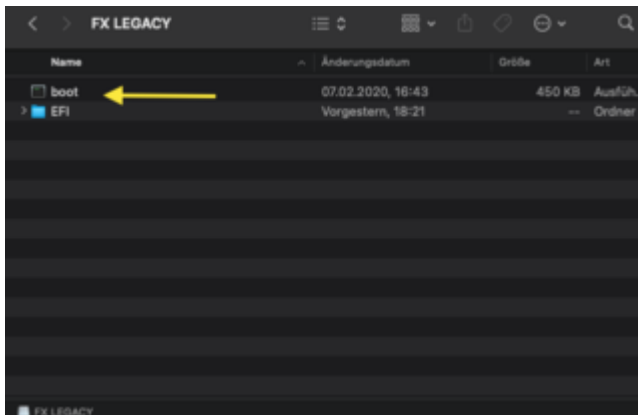 FX LEGACY
Name Änderungsdatum Größe Art
boot 07.02.2020, 16:43 450 KB Ausfüh.
EFI Vorgestern, 18:21 -- Ordner
FX LEGACY